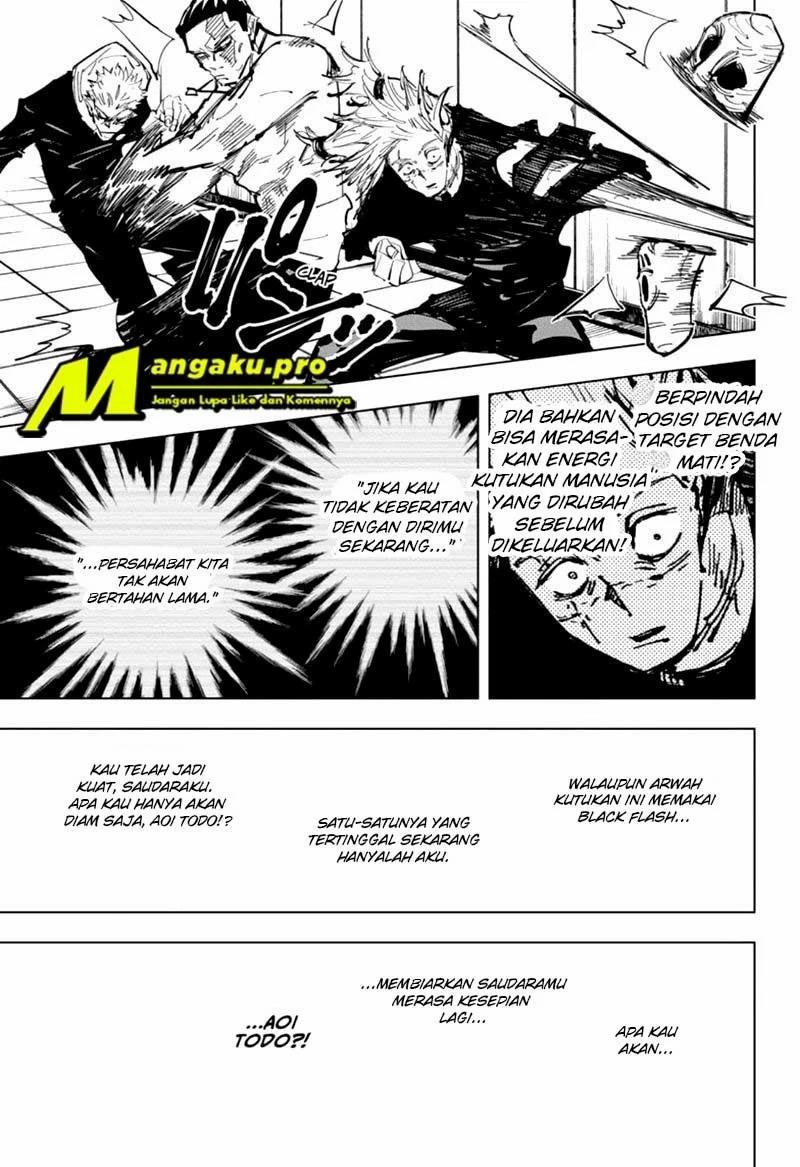 パン
CLAP
Mangaku.pro
Jangan Lupa Like dan Komennya
BERPINDAH
POSISI DENGAN
TARGET BENDA
MATI!?
DIA BAHKAN
BISA MERASA-
KAN ENERGI
KUTUKAN MANUSIA
YANG DIRUBAH
SEBELUM
DIKELUARKAN!
"JIKA KAU
TIDAK KEBERATAN
DENGAN DIRIMU
SEKARANG..."
"...PERSAHABAT KITA
TAK AKAN
BERTAHAN LAMA."
WALAUPUN ARWAH
KUTUKAN INI MEMAKAI
BLACK FLASH...
SATU-SATUNYA YANG
TERTINGGAL SEKARANG
HANYALAH AKU.
KAU TELAH JADI
KUAT, SAUDARAKU.
APA KAU HANYA AKAN
DIAM SAJA, AOI TODO!?
APA KAU
AKAN...
...MEMBIARKAN SAUDARAMU
MERASA KESEPIAN
LAGI...
...AOI
TODO?!